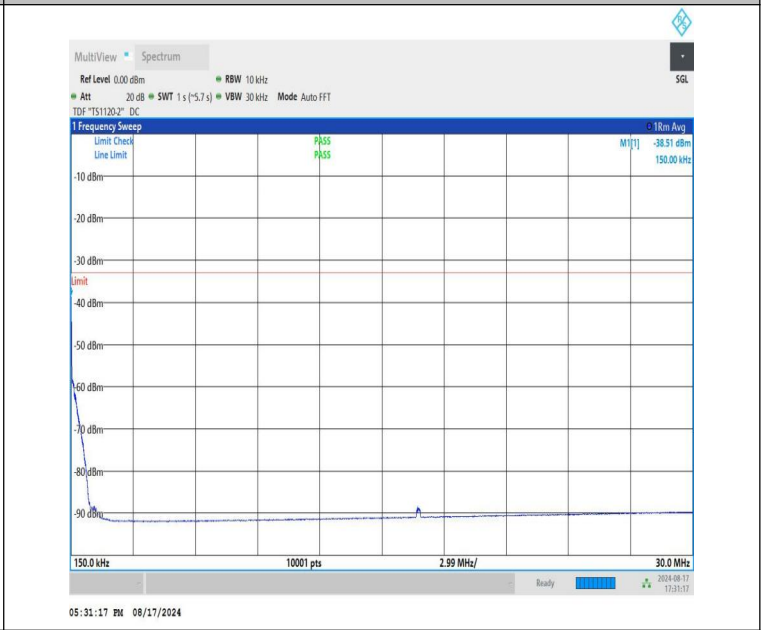 MultiView Spectrum
Ref Level 0.00 dBm RBW 10 kHz SGL
Att 20 dB SWT 1 s (~5.7 s) VBW 30 kHz Mode Auto FFT
TDF "TS1120-2" DC
1 Frequency Sweep 1Rm Avg
Limit Check PASS M1[1] -38.51 dBm
Line Limit PASS 150.00 kHz
-10 dBm
-20 dBm
-30 dBm
Limit
-40 dBm
-50 dBm
-60 dBm
-70 dBm
-80 dBm
-90 dBm
150.0 kHz 10001 pts 2.99 MHz/ 30.0 MHz
Ready 2024-08-17
17:31:17
05:31:17 PM 08/17/2024